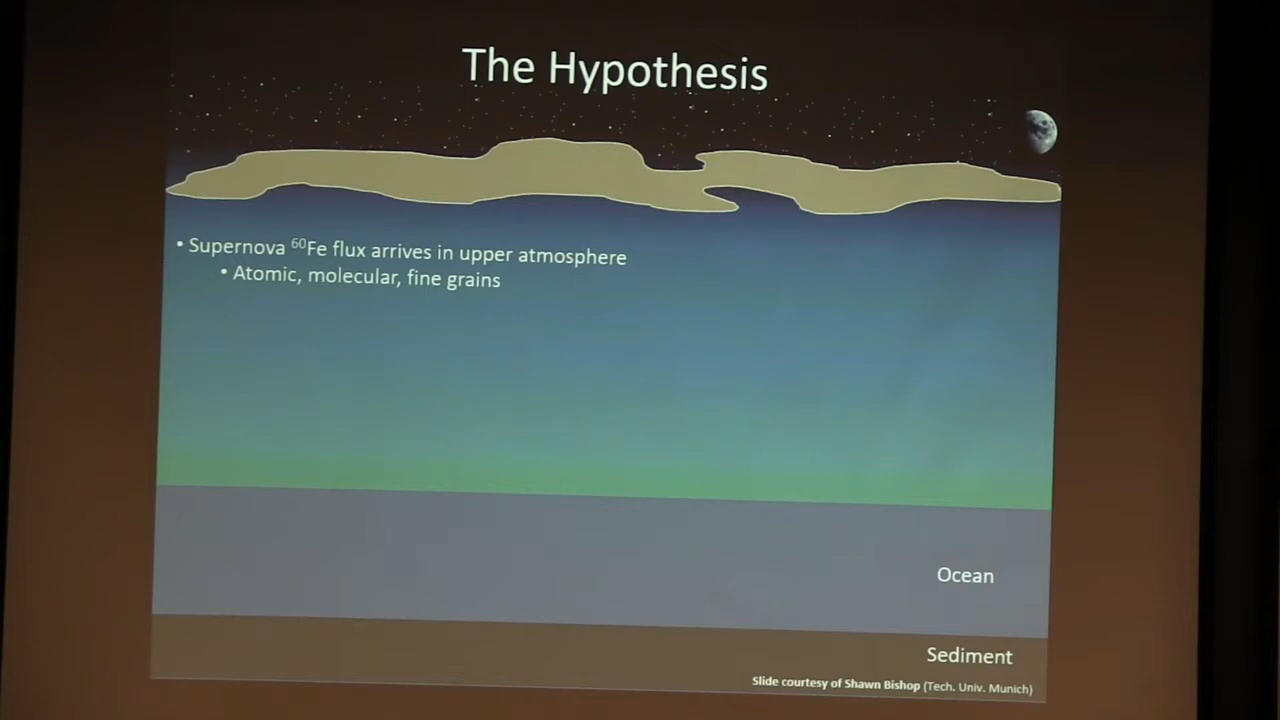 The Hypothesis
• Supernova ⁶⁰Fe flux arrives in upper atmosphere
• Atomic, molecular, fine grains
Ocean
Sediment
Slide courtesy of Shawn Bishop (Tech. Univ. Munich)